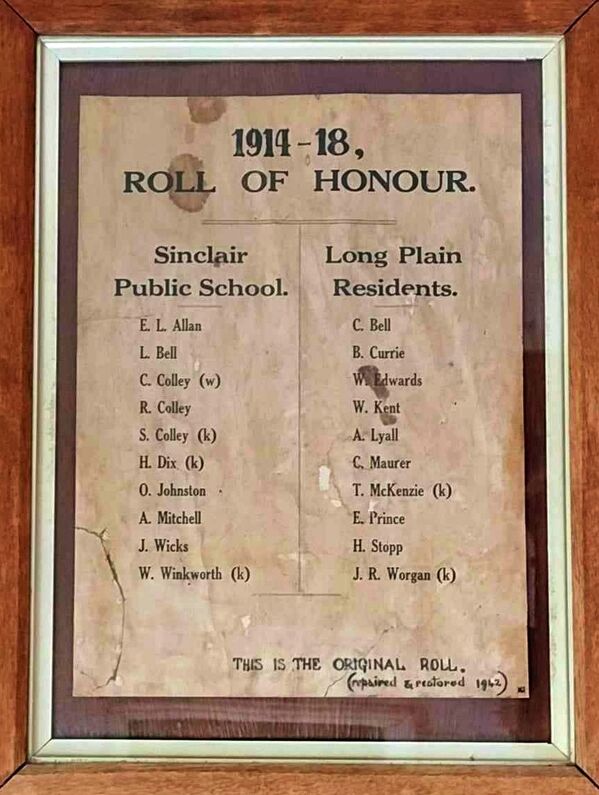 1914-18,
ROLL OF HONOUR.
Sinclair
Public School.
E. L. Allan
L. Bell
C. Colley (w)
R. Colley
S. Colley (k)
H. Dix (k)
O. Johnston
A. Mitchell
J. Wicks
W. Winkworth (k)
Long Plain
Residents.
C. Bell
B. Currie
W. Edwards
W. Kent
A. Lyall
C. Maurer
T. McKenzie (k)
E. Prince
H. Stopp
J. R. Worgan (k)
THIS IS THE ORIGINAL ROLL.
(repaired & restored 1942)